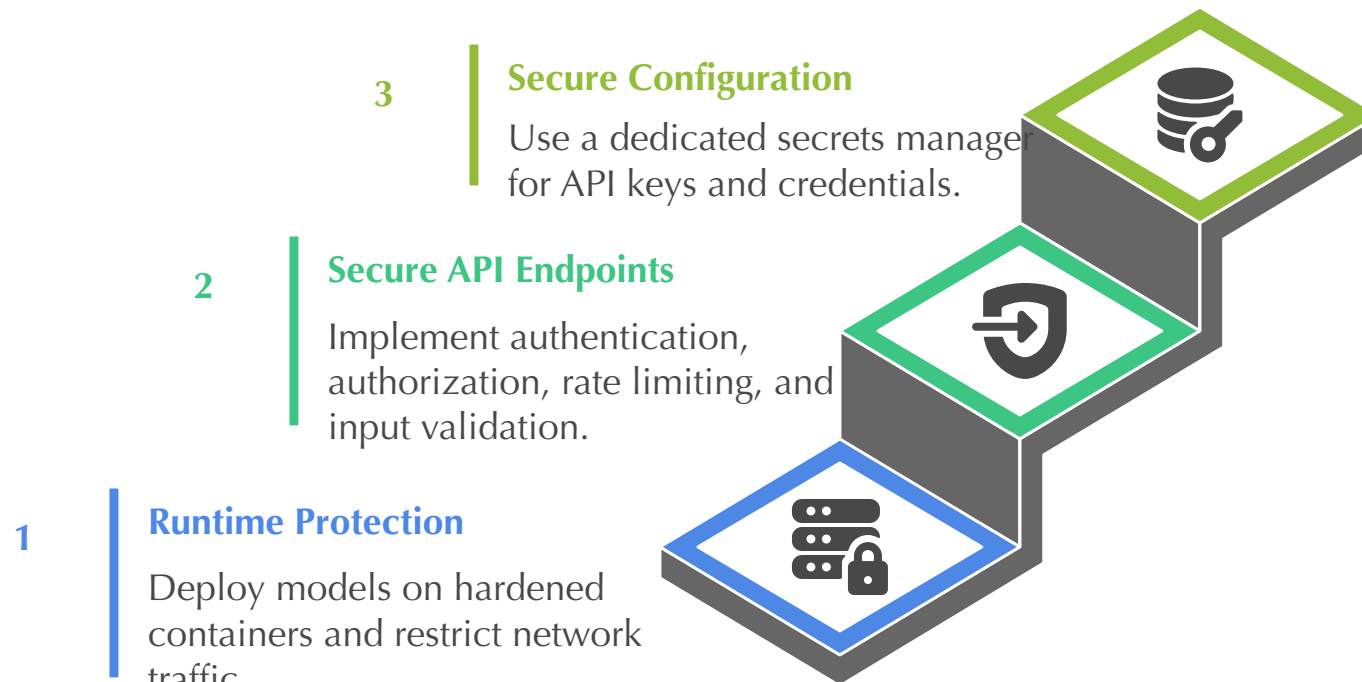 3
Secure Configuration
Use a dedicated secrets manager
for API keys and credentials.
2
Secure API Endpoints
Implement authentication,
authorization, rate limiting, and
input validation.
1
Runtime Protection
Deploy models on hardened
containers and restrict network
traffic